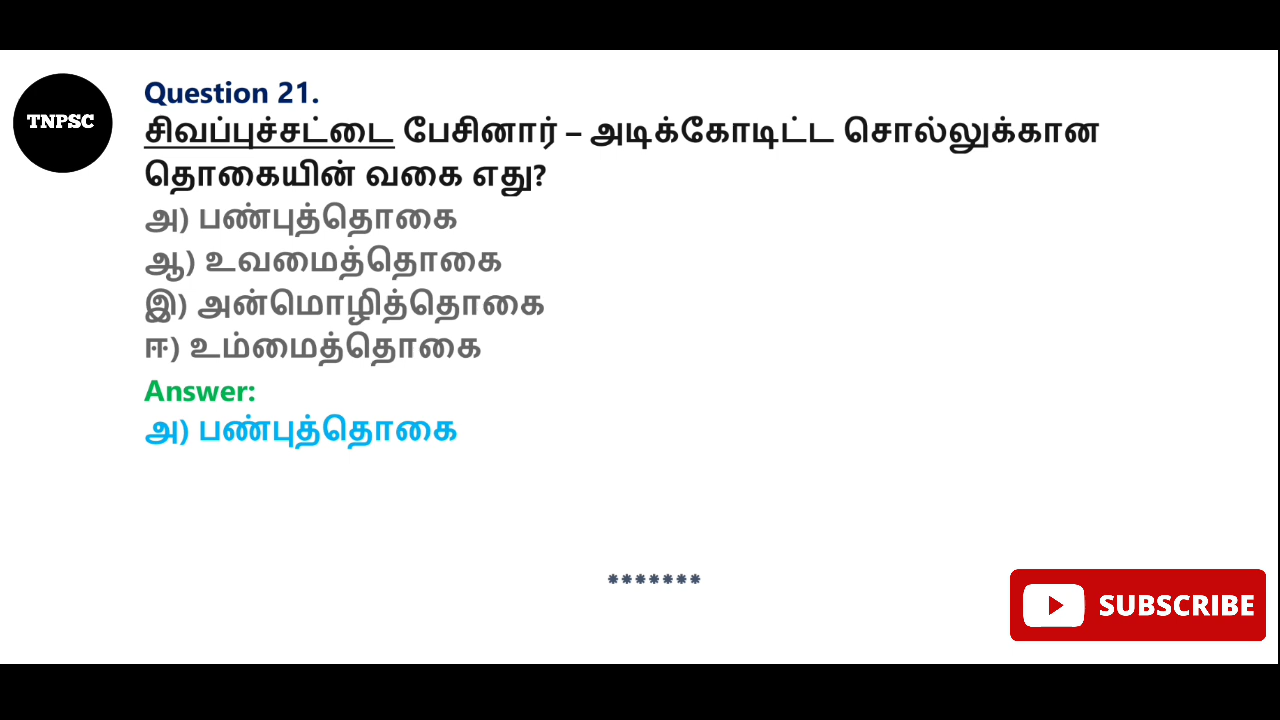 TNPSC
Question 21.
சிவப்புச்சட்டை பேசினார் – அடிக்கோடிட்ட சொல்லுக்கான
தொகையின் வகை எது?
அ) பண்புத்தொகை
ஆ) உவமைத்தொகை
இ) அன்மொழித்தொகை
ஈ) உம்மைத்தொகை
Answer:
அ) பண்புத்தொகை
*******
SUBSCRIBE